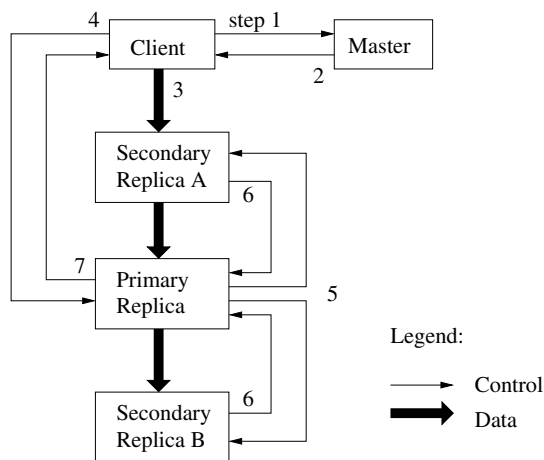 4
step 1
Client
Master
2
3
Secondary
Replica A
6
7
Primary
Replica
5
Legend:
6
Control
Secondary
Replica B
Data